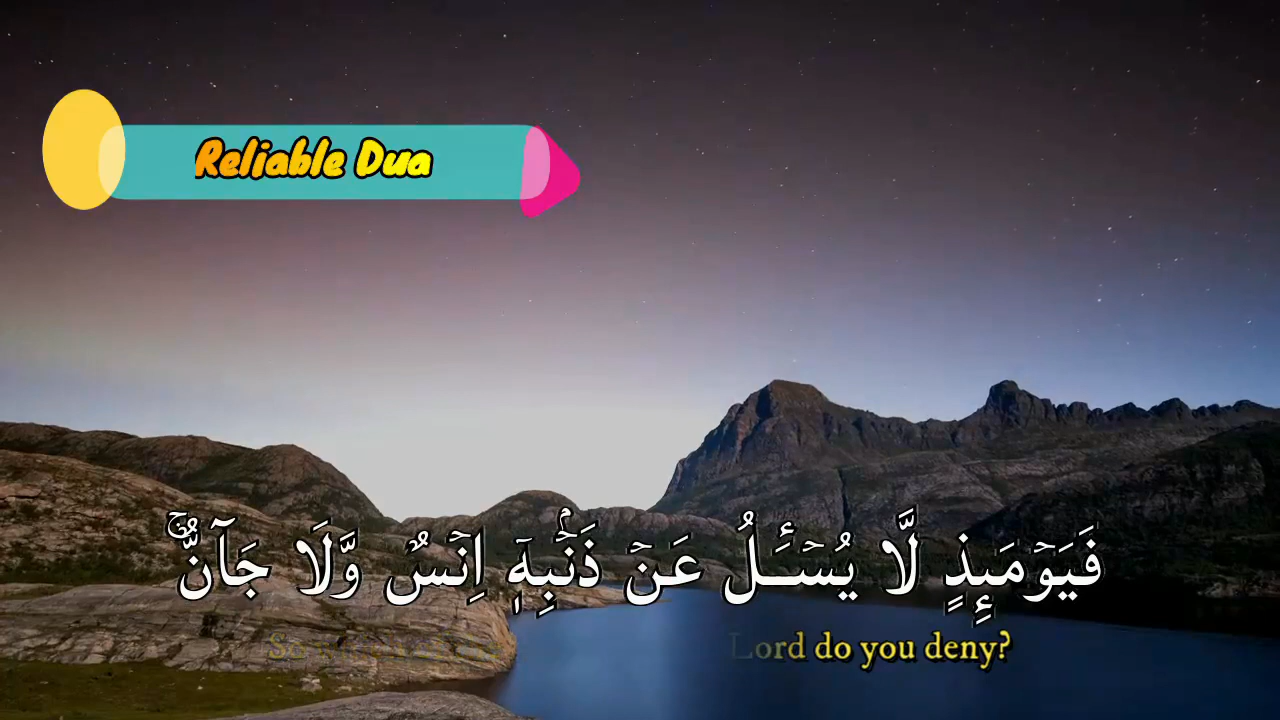 Reliable Dua
فَيَوْمَىِٕذٍ لَّا يُسْـَٔلُ عَنْ ذَنْۢبِهٖٓ اِنْسٌ وَّلَا جَآنٌّۚ
Lord do you deny?